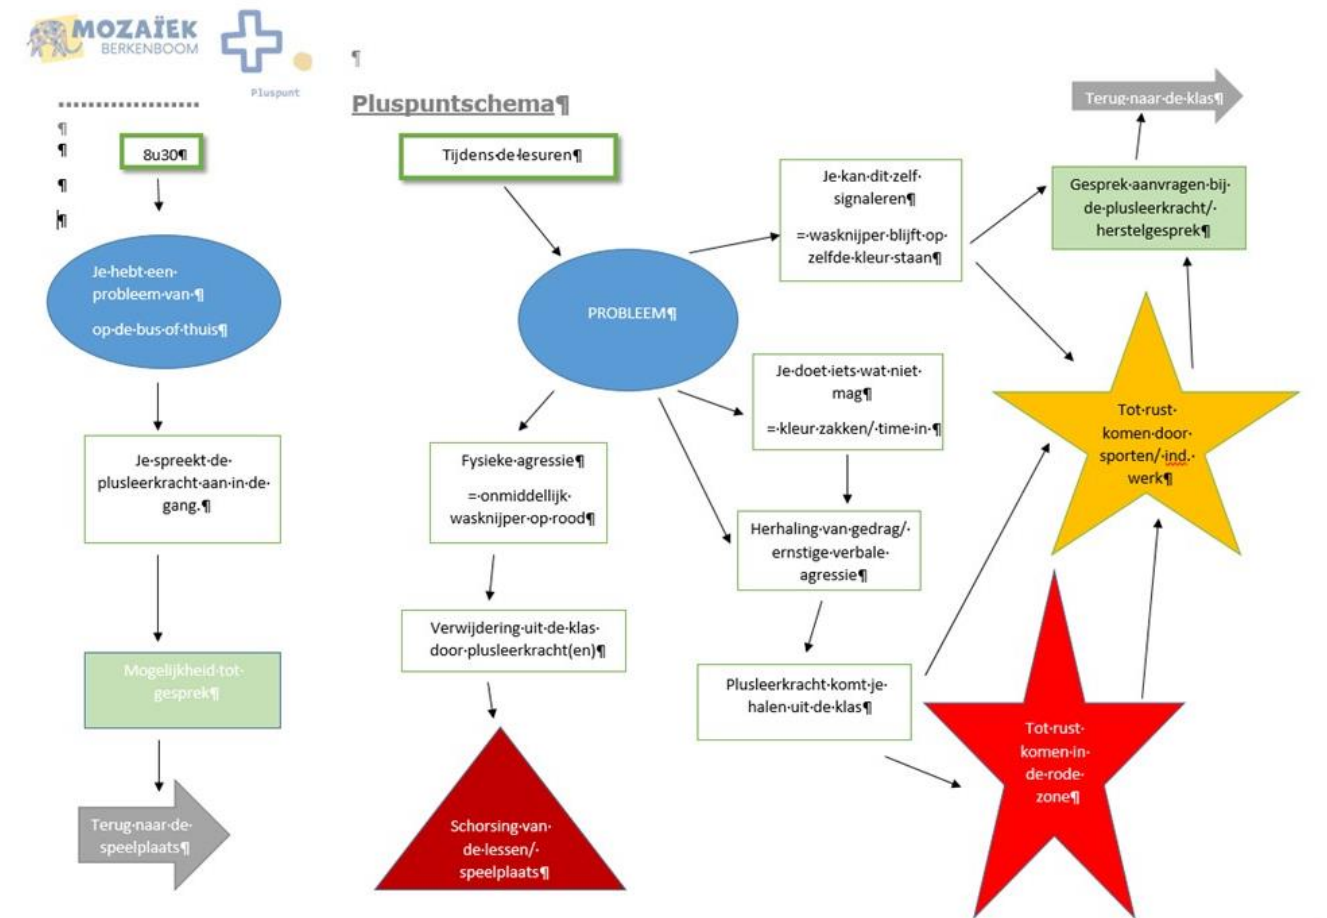 MOZAÏEK
BERKENBOOM
Pluspunt
¶
Pluspuntschema¶
¶
¶
¶
¶
8u30¶
Je·hebt·een·
probleem·van·¶
op·de·bus·of·thuis¶
Je·spreekt·de·
plusleerkracht·aan·in·de·
gang.¶
Mogelijkheid·tot·
gesprek¶
Terug·naar·de·
speelplaats¶
Tijdens·de·lesuren¶
PROBLEEM¶
Fysieke·agressie¶
=·onmiddellijk·
wasknijper·op·rood¶
Verwijdering·uit·de·klas·
door·plusleerkracht(en)¶
Schorsing·van·
de·lessen/·
speelplaats¶
Je·kan·dit·zelf·
signaleren¶
=·wasknijper·blijft·op·
zelfde·kleur·staan¶
Je·doet·iets·wat·niet·
mag¶
=·kleur·zakken/·time·in·¶
Herhaling·van·gedrag/·
ernstige·verbale·
agressie¶
Plusleerkracht·komt·je·
halen·uit·de·klas¶
Terug·naar·de·klas¶
Gesprek·aanvragen·bij·
de·plusleerkracht/·
herstelgesprek¶
Tot·rust·
komen·door·
sporten/·ind.·
werk¶
Tot·rust·
komen·in·
de·rode·
zone¶